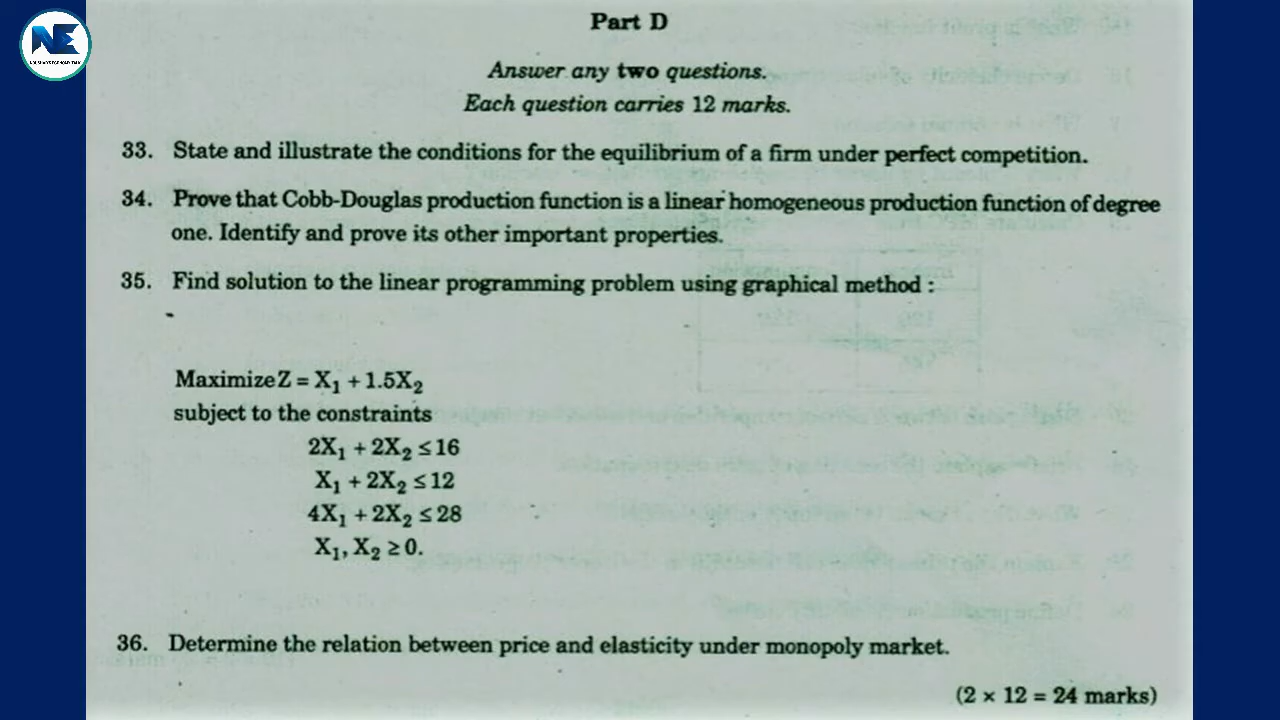 NE
Part D
Answer any two questions.
Each question carries 12 marks.
33. State and illustrate the conditions for the equilibrium of a firm under perfect competition.
34. Prove that Cobb-Douglas production function is a linear homogeneous production function of degree
one. Identify and prove its other important properties.
35. Find solution to the linear programming problem using graphical method :
Maximize Z = X₁ + 1.5X₂
subject to the constraints
2X₁ + 2X₂ ≤ 16
X₁ + 2X₂ ≤ 12
4X₁ + 2X₂ ≤ 28
X₁, X₂ ≥ 0.
36. Determine the relation between price and elasticity under monopoly market.
(2 × 12 = 24 marks)